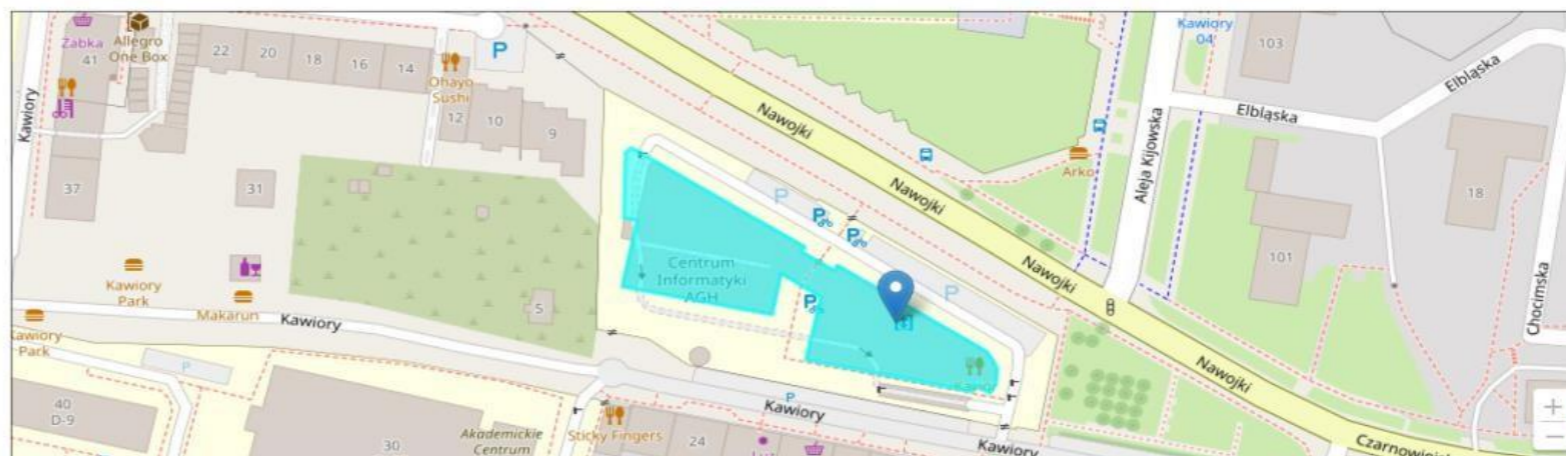 Żabka
41
Allegro
One Box
22
20
18
16
14
P
Ohayo
Sushi
12
10
9
Kawiory
37
31
Nawojki
Nawojki
Nawojki
Nawojki
Kawiory
04
103
Elbląska
Elbląska
Aleja Kijowska
Arko
18
101
Chocimska
P
P
P
P
P
Centrum
Informatyki
AGH
Kawiory
Park
Makarun
5
Kawiory
Kawiory
Park
P
40
D-9
30
Akademickie
Centrum
Sticky Fingers
24
P
Kawiory
Kawiory
+
−